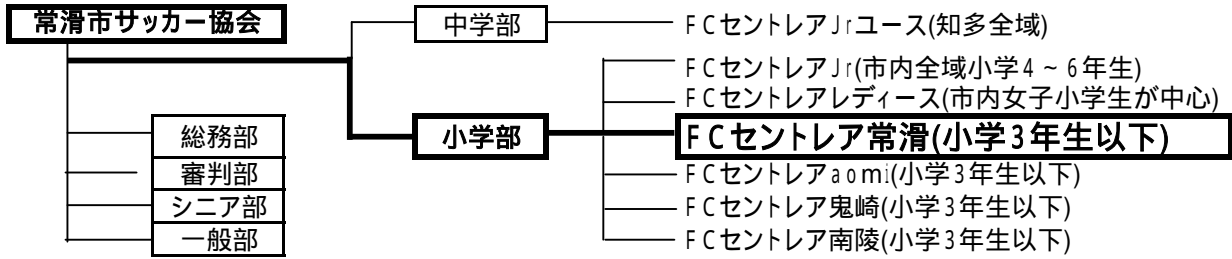 常滑市サッカー協会
中学部
FCセントレアJrユース(知多全域)
FCセントレアJr(市内全域小学4~6年生)
FCセントレアレディース(市内女子小学生が中心)
小学部
FCセントレア常滑(小学3年生以下)
FCセントレアaomi(小学3年生以下)
FCセントレア鬼崎(小学3年生以下)
FCセントレア南陵(小学3年生以下)
総務部
審判部
シニア部
一般部